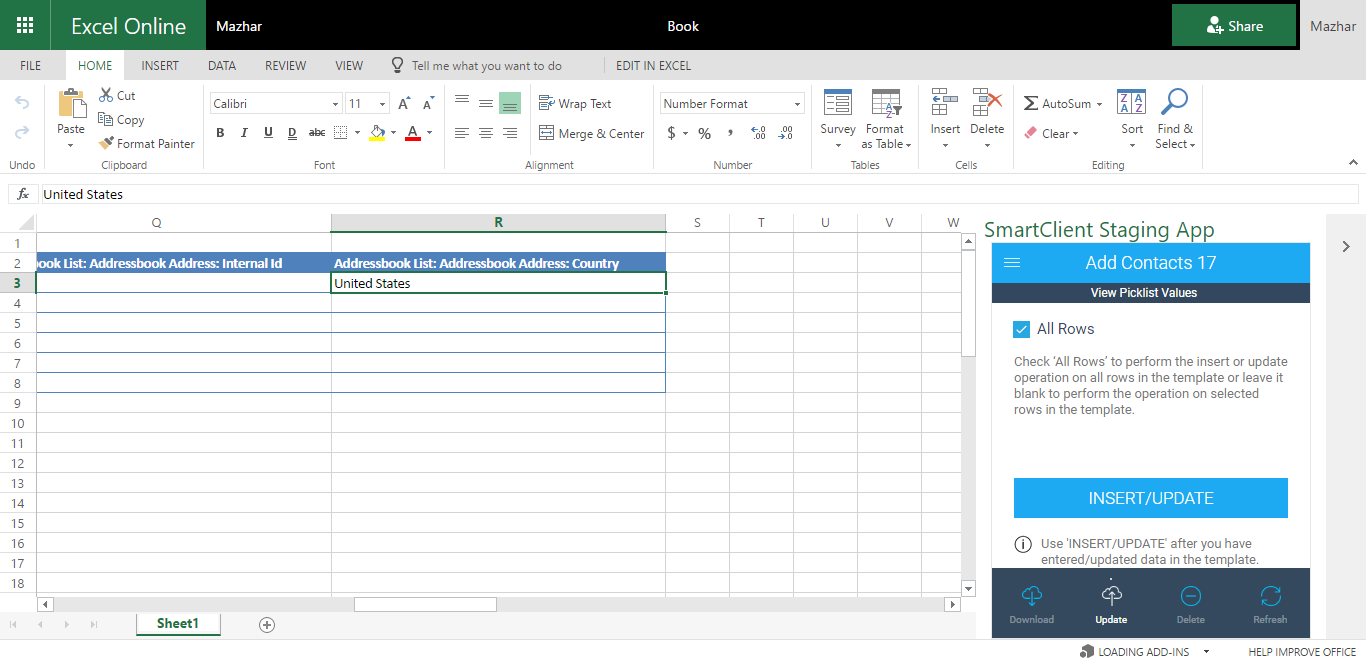 Excel Online Mazhar Book Share Mazhar
FILE HOME INSERT DATA REVIEW VIEW Tell me what you want to do EDIT IN EXCEL
Cut
Copy
Format Painter
Paste
Undo
Clipboard
Calibri 11
B I U D abc A
Font
Wrap Text
Merge & Center
Alignment
Number Format
$ % , .00 .00
Number
Survey
Format
as Table
Tables
Insert
Delete
Cells
AutoSum
Clear
Sort
Find &
Select
Editing
fx United States
Q R S T U V W
1
2 ook List: Addressbook Address: Internal Id Addressbook List: Addressbook Address: Country
3 United States
4
5
6
7
8
9
10
11
12
13
14
15
16
17
18
Sheet1
SmartClient Staging App
Add Contacts 17
View Picklist Values
All Rows
Check ‘All Rows’ to perform the insert or update
operation on all rows in the template or leave it
blank to perform the operation on selected
rows in the template.
INSERT/UPDATE
Use 'INSERT/UPDATE' after you have
entered/updated data in the template.
Download Update Delete Refresh
LOADING ADD-INS HELP IMPROVE OFFICE